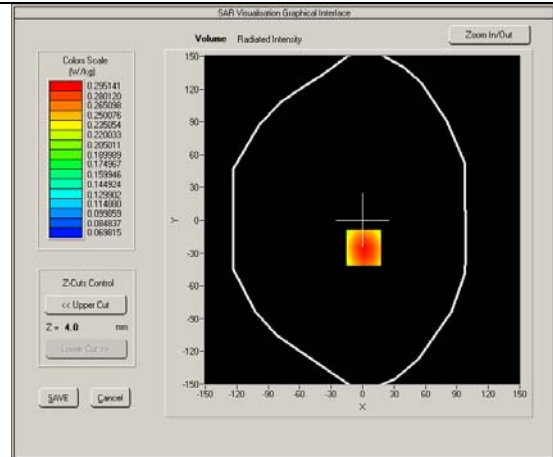 SAR Visualisation Graphical Interface
Volume Radiated Intensity
Zoom In/Out
Colors Scale
(W/kg)
0.295141
0.280120
0.265098
0.250076
0.235054
0.220033
0.205011
0.189989
0.174967
0.159946
0.144924
0.129902
0.114880
0.099859
0.084837
0.069815
Z-Cuts Control
<< Upper Cut
Z = 4.0 mm
SAVE
Cancel
150
120
90
60
30
0
-30
-60
-90
-120
-150
Y
-150 -120 -90 -60 -30 0 30 60 90 120 150
X